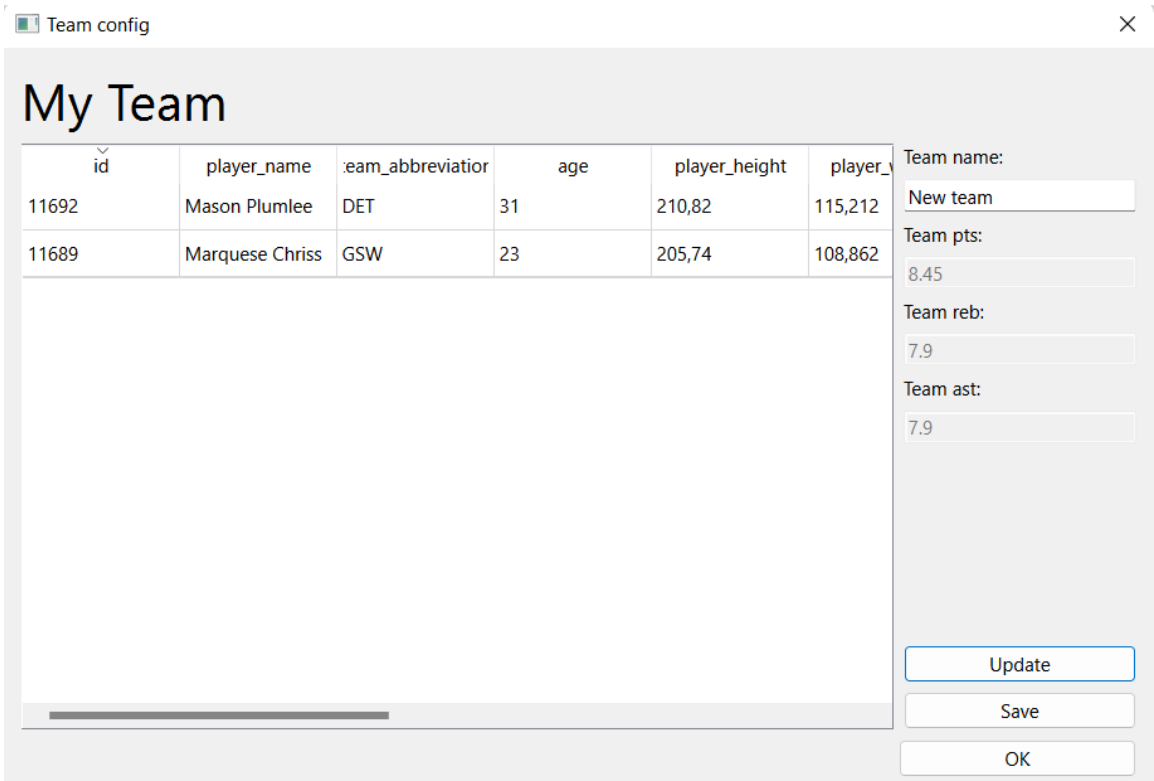 Team config
My Team
id player_name team_abbreviation age player_height player_
11692 Mason Plumlee DET 31 210,82 115,212
11689 Marquese Chriss GSW 23 205,74 108,862
Team name:
New team
Team pts:
8.45
Team reb:
7.9
Team ast:
7.9
Update
Save
OK